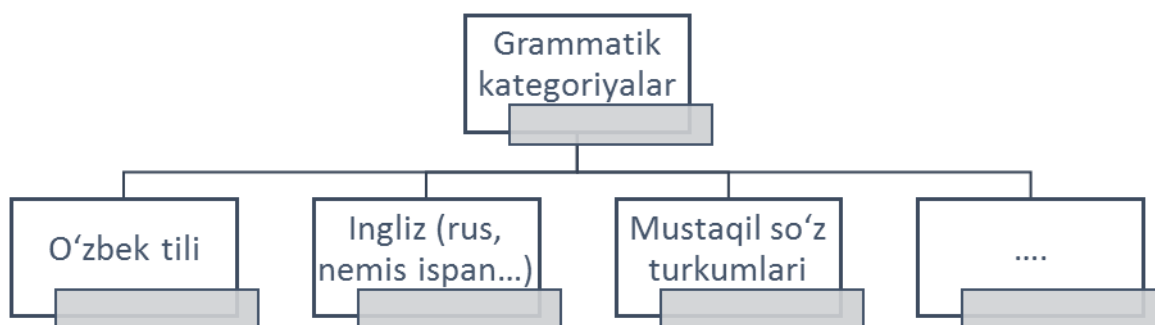 Grammatik
kategoriyalar
O‘zbek tili
Ingliz (rus,
nemis ispan...)
Mustaqil so‘z
turkumlari
....